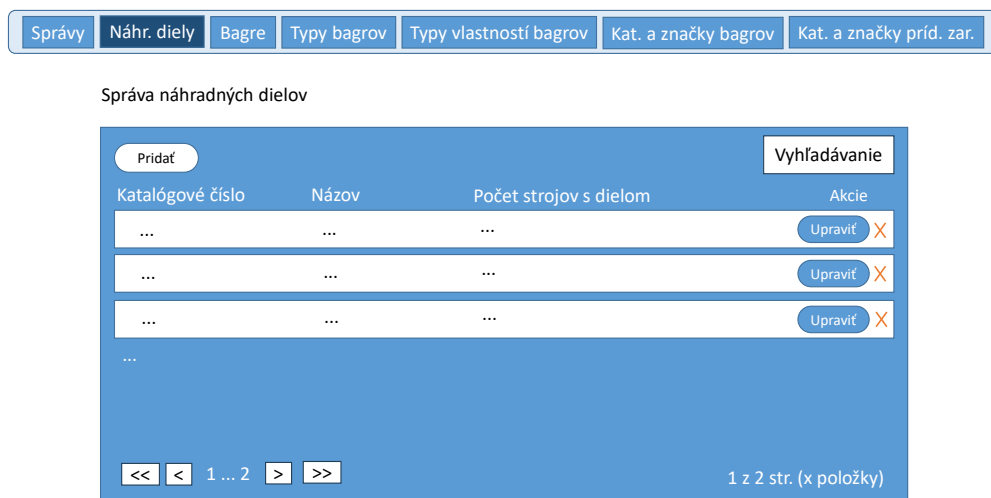 Správy Náhr. diely Bagre Typy bagrov Typy vlastností bagrov Kat. a značky bagrov Kat. a značky príd. zar.
Správa náhradných dielov
Pridať Vyhľadávanie
Katalógové číslo Názov Počet strojov s dielom Akcie
... ... ... Upraviť X
... ... ... Upraviť X
... ... ... Upraviť X
...
<< < 1 ... 2 > >> 1 z 2 str. (x položky)